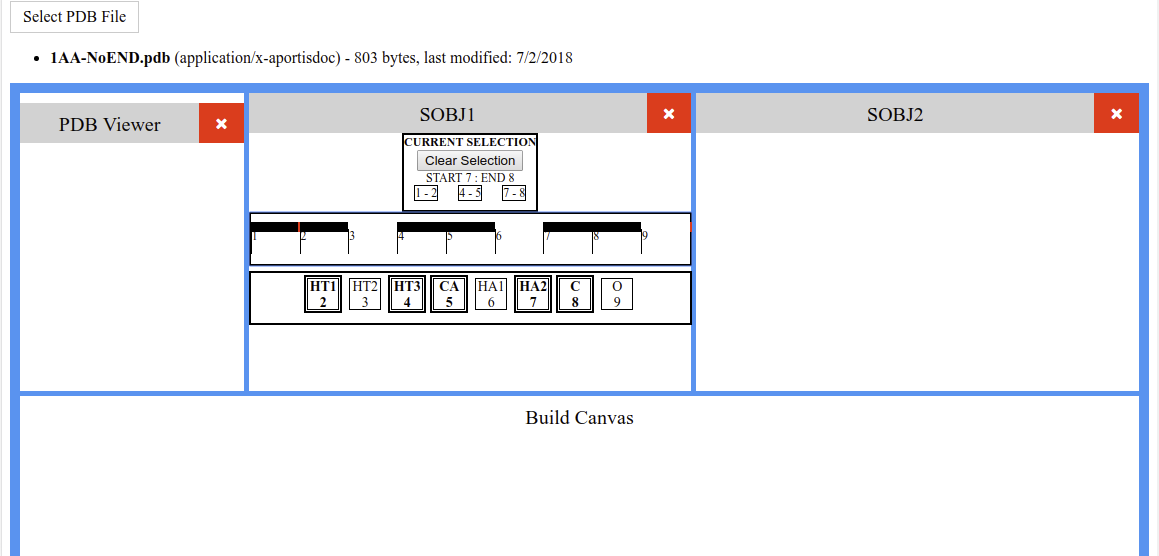 Select PDB File
• 1AA-NoEND.pdb (application/x-aportisdoc) - 803 bytes, last modified: 7/2/2018
PDB Viewer ×
SOBJ1 ×
SOBJ2 ×
CURRENT SELECTION
Clear Selection
START 7 : END 8
1 - 2 4 - 5 7 - 8
1 2 3 4 5 6 7 8 9
HT1 HT2 HT3 CA HA1 HA2 C O
2 3 4 5 6 7 8 9
Build Canvas